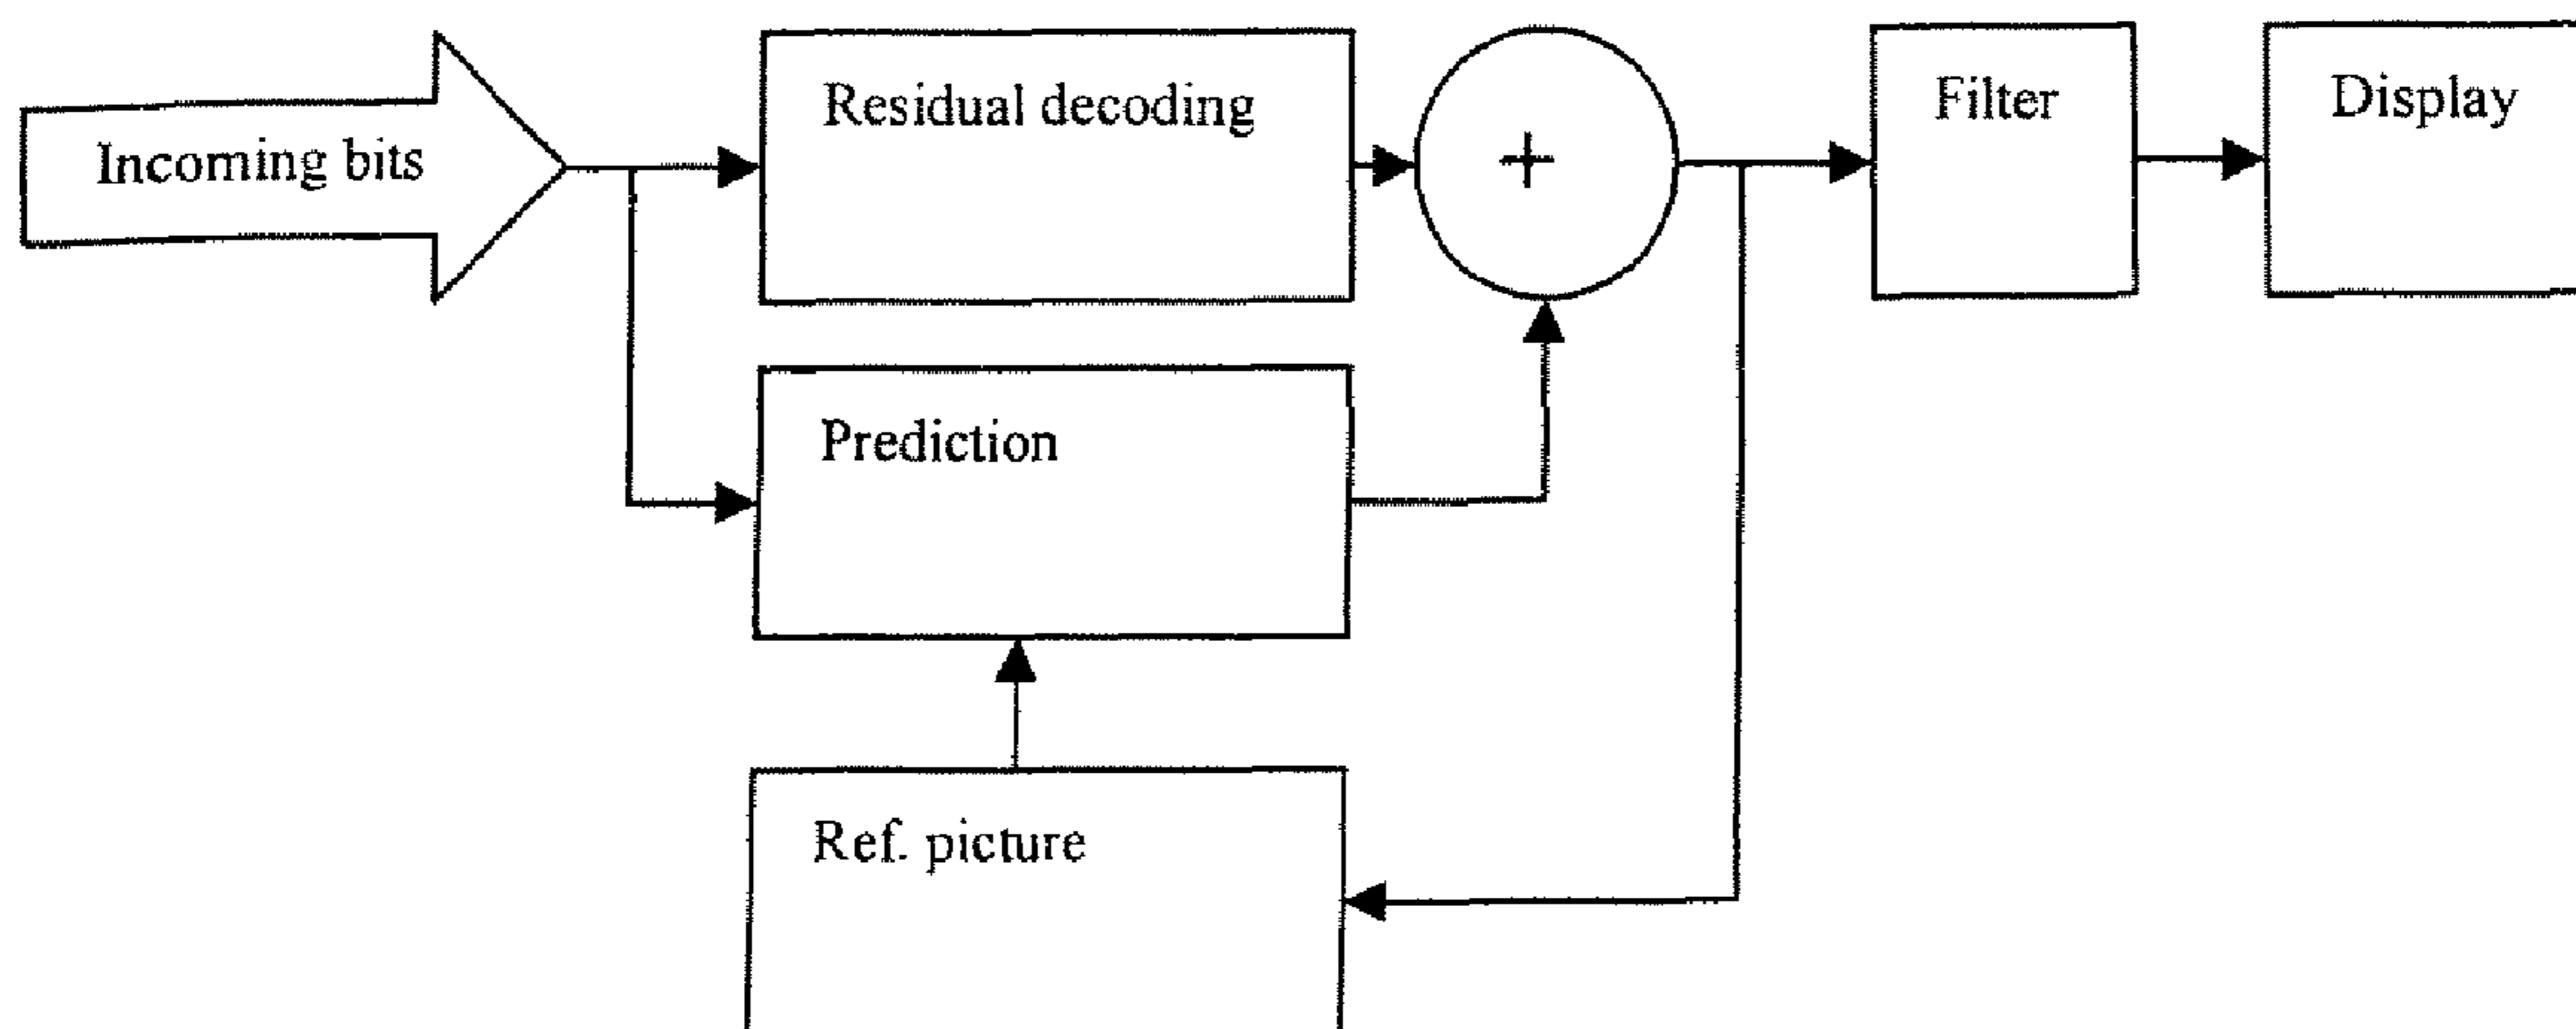 Incoming bits
Residual decoding
+
Filter
Display
Prediction
Ref. picture